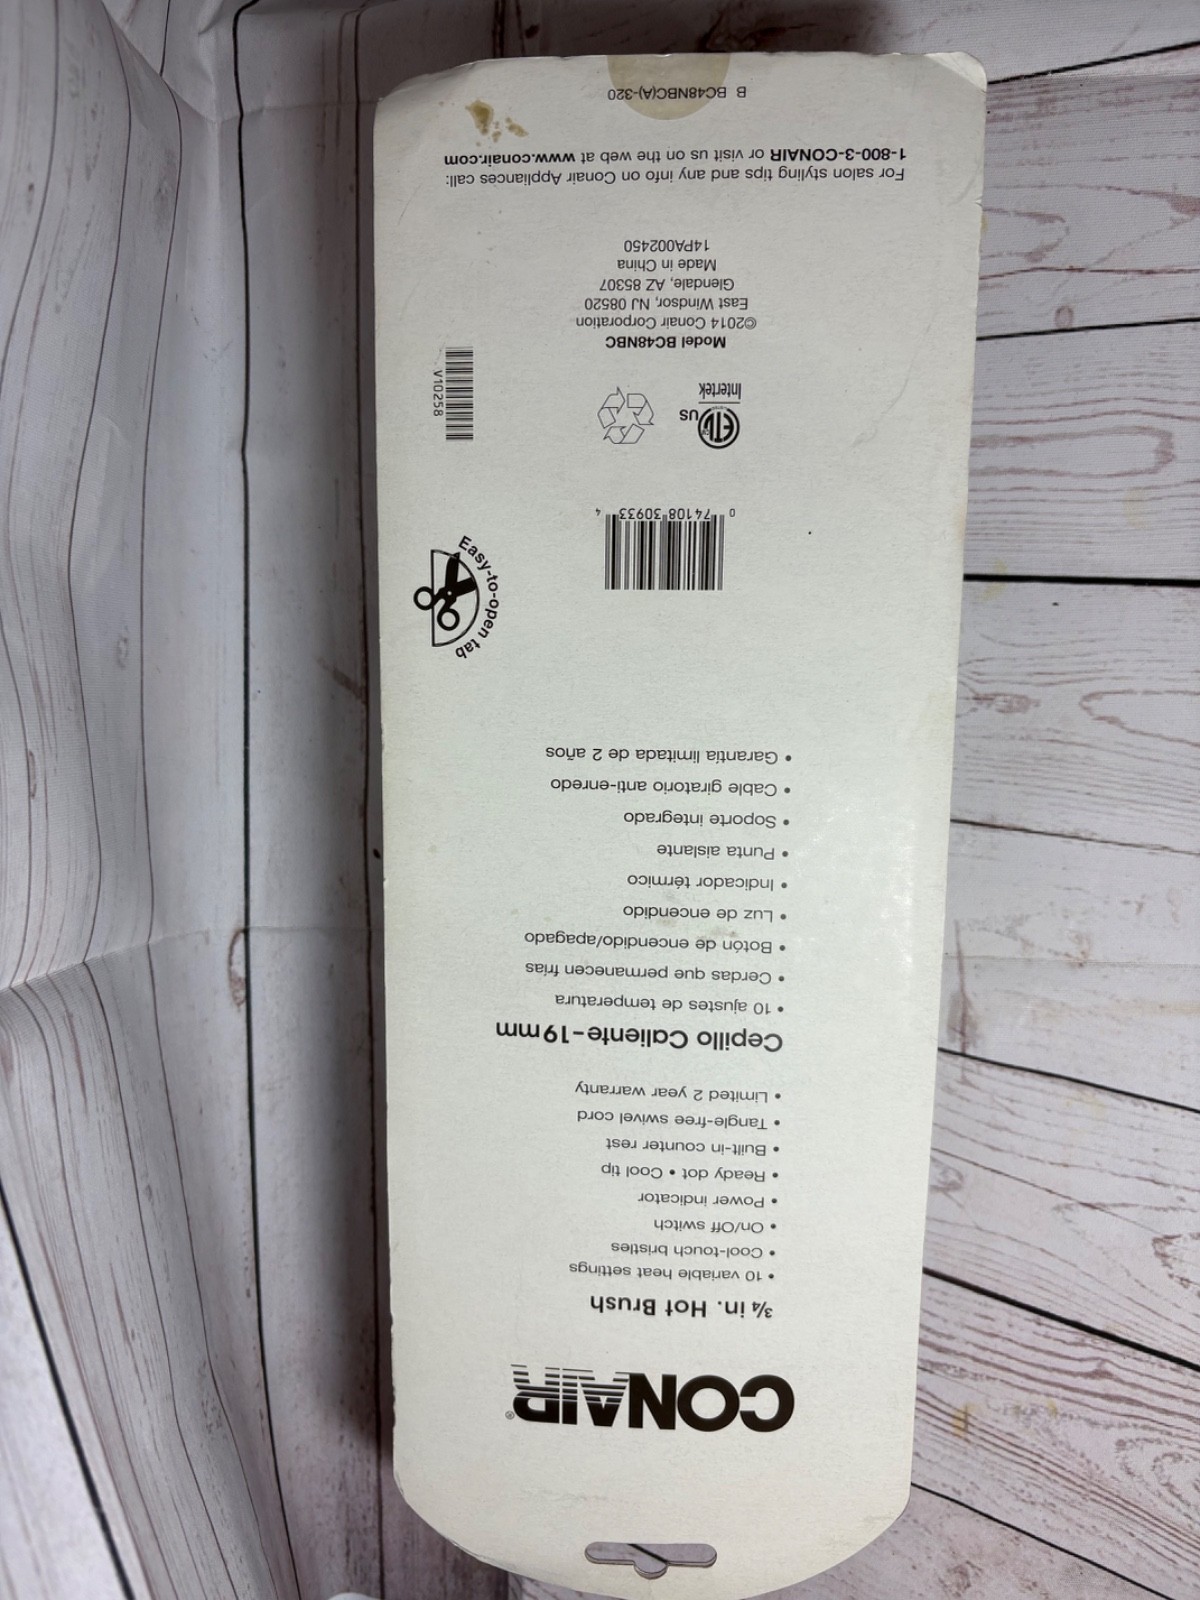 CONAIR®
3/4 in. Hot Brush
• 10 variable heat settings
• Cool-touch bristles
• On/Off switch
• Power indicator
• Ready dot • Cool tip
• Built-in counter rest
• Tangle-free swivel cord
• Limited 2 year warranty
Cepillo Caliente-19mm
• 10 ajustes de temperatura
• Cerdas que permanecen frías
• Botón de encendido/apagado
• Luz de encendido
• Indicador térmico
• Punta aislante
• Soporte integrado
• Cable giratorio anti-enredo
• Garantía limitada de 2 años
Easy-to-open tab
0 74108 30933 4
ETL US
Intertek
V10258
Model BC48NBC
©2014 Conair Corporation
East Windsor, NJ 08520
Glendale, AZ 85307
Made in China
14PA002450
For salon styling tips and any info on Conair Appliances call:
1-800-3-CONAIR or visit us on the web at www.conair.com
B BC48NBC(A)-320